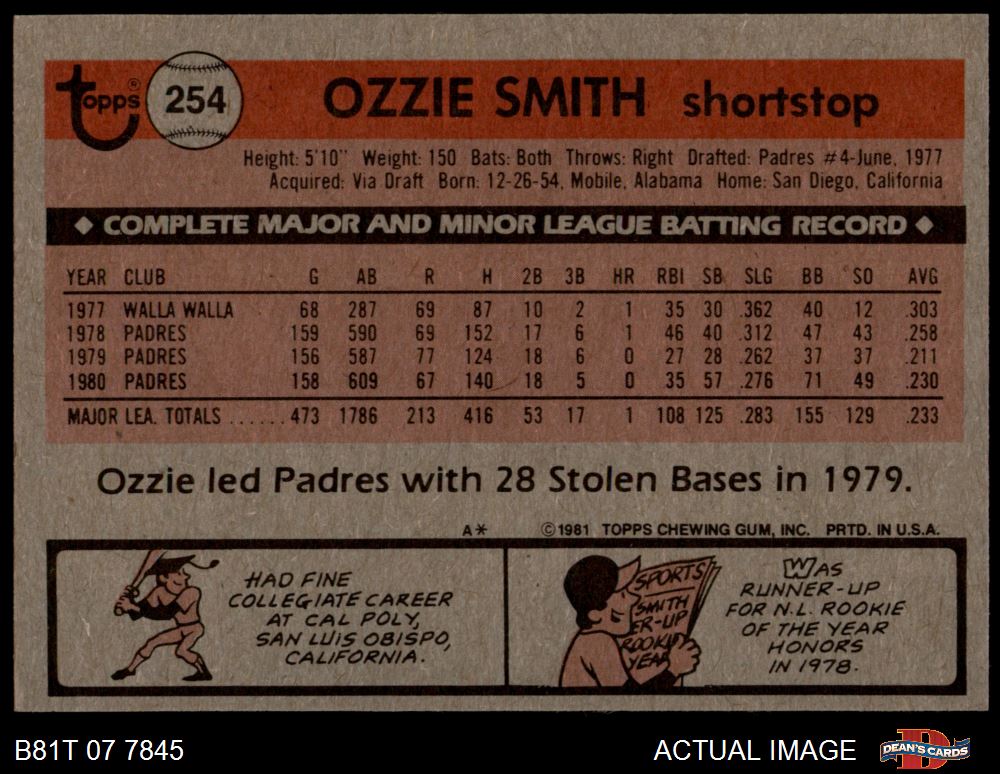 Topps® 254 OZZIE SMITH shortstop
Height: 5'10" Weight: 150 Bats: Both Throws: Right Drafted: Padres #4-June, 1977
Acquired: Via Draft Born: 12-26-54, Mobile, Alabama Home: San Diego, California
◆ COMPLETE MAJOR AND MINOR LEAGUE BATTING RECORD ◆
YEAR CLUB G AB R H 2B 3B HR RBI SB SLG BB SO AVG
1977 WALLA WALLA 68 287 69 87 10 2 1 35 30 .362 40 12 .303
1978 PADRES 159 590 69 152 17 6 1 46 40 .312 47 43 .258
1979 PADRES 156 587 77 124 18 6 0 27 28 .262 37 37 .211
1980 PADRES 158 609 67 140 18 5 0 35 57 .276 71 49 .230
MAJOR LEA. TOTALS ...... 473 1786 213 416 53 17 1 108 125 .283 155 129 .233
Ozzie led Padres with 28 Stolen Bases in 1979.
A* ©1981 TOPPS CHEWING GUM, INC. PRTD. IN U.S.A.
HAD FINE
COLLEGIATE CAREER
AT CAL POLY,
SAN LUIS OBISPO,
CALIFORNIA.
SPORTS
SMITH
ER-UP
ROOKI
YEAR
WAS
RUNNER-UP
FOR N.L. ROOKIE
OF THE YEAR
HONORS
IN 1978.
B81T 07 7845 ACTUAL IMAGE DEAN'S CARDS